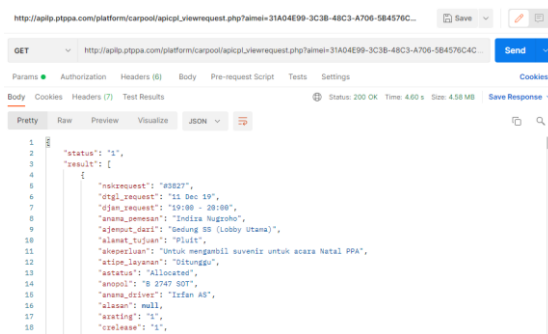 http://apilp.ptppa.com/platform/carpool/apicpl_viewrequest.php?aimei=31A04E99-3C3B-48C3-A706-5B4576C...
Save
GET
http://apilp.ptppa.com/platform/carpool/apicpl_viewrequest.php?aimei=31A04E99-3C3B-48C3-A706-5B4576C4C...
Send
Params Authorization Headers (6) Body Pre-request Script Tests Settings Cookies
Body Cookies Headers (7) Test Results Status: 200 OK Time: 4.60 s Size: 4.58 MB Save Response
Pretty Raw Preview Visualize JSON
1 {
2 "status": "1",
3 "result": [
4 {
5 "nskrequest": "#3827",
6 "dtgl_request": "11 Dec 19",
7 "djam_request": "19:00 - 20:00",
8 "anama_pemesan": "Indira Nugroho",
9 "ajemput_dari": "Gedung SS (Lobby Utama)",
10 "alamat_tujuan": "Pluit",
11 "akeperluan": "Untuk mengambil suvenir untuk acara Natal PPA",
12 "atipe_layanan": "Ditunggu",
13 "astatus": "Allocated",
14 "anopol": "B 2747 SOT",
15 "anama_driver": "Irfan AS",
16 "alasan": null,
17 "arating": "1",
18 "crelease": "1",